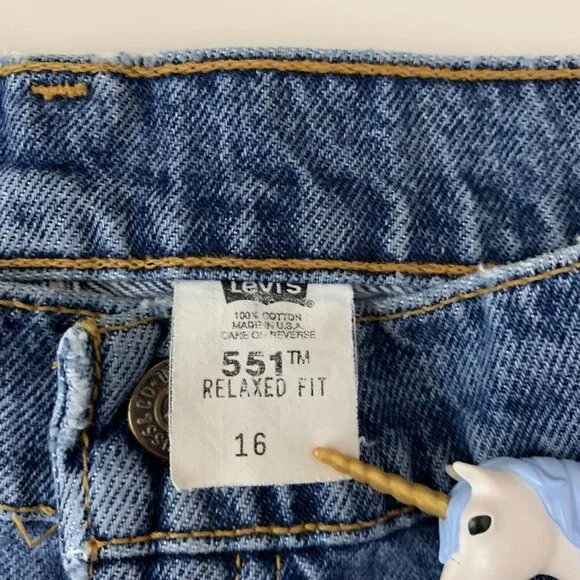 Levi's ®
100% COTTON
MADE IN U.S.A.
CARE ON REVERSE
551™
RELAXED FIT
16